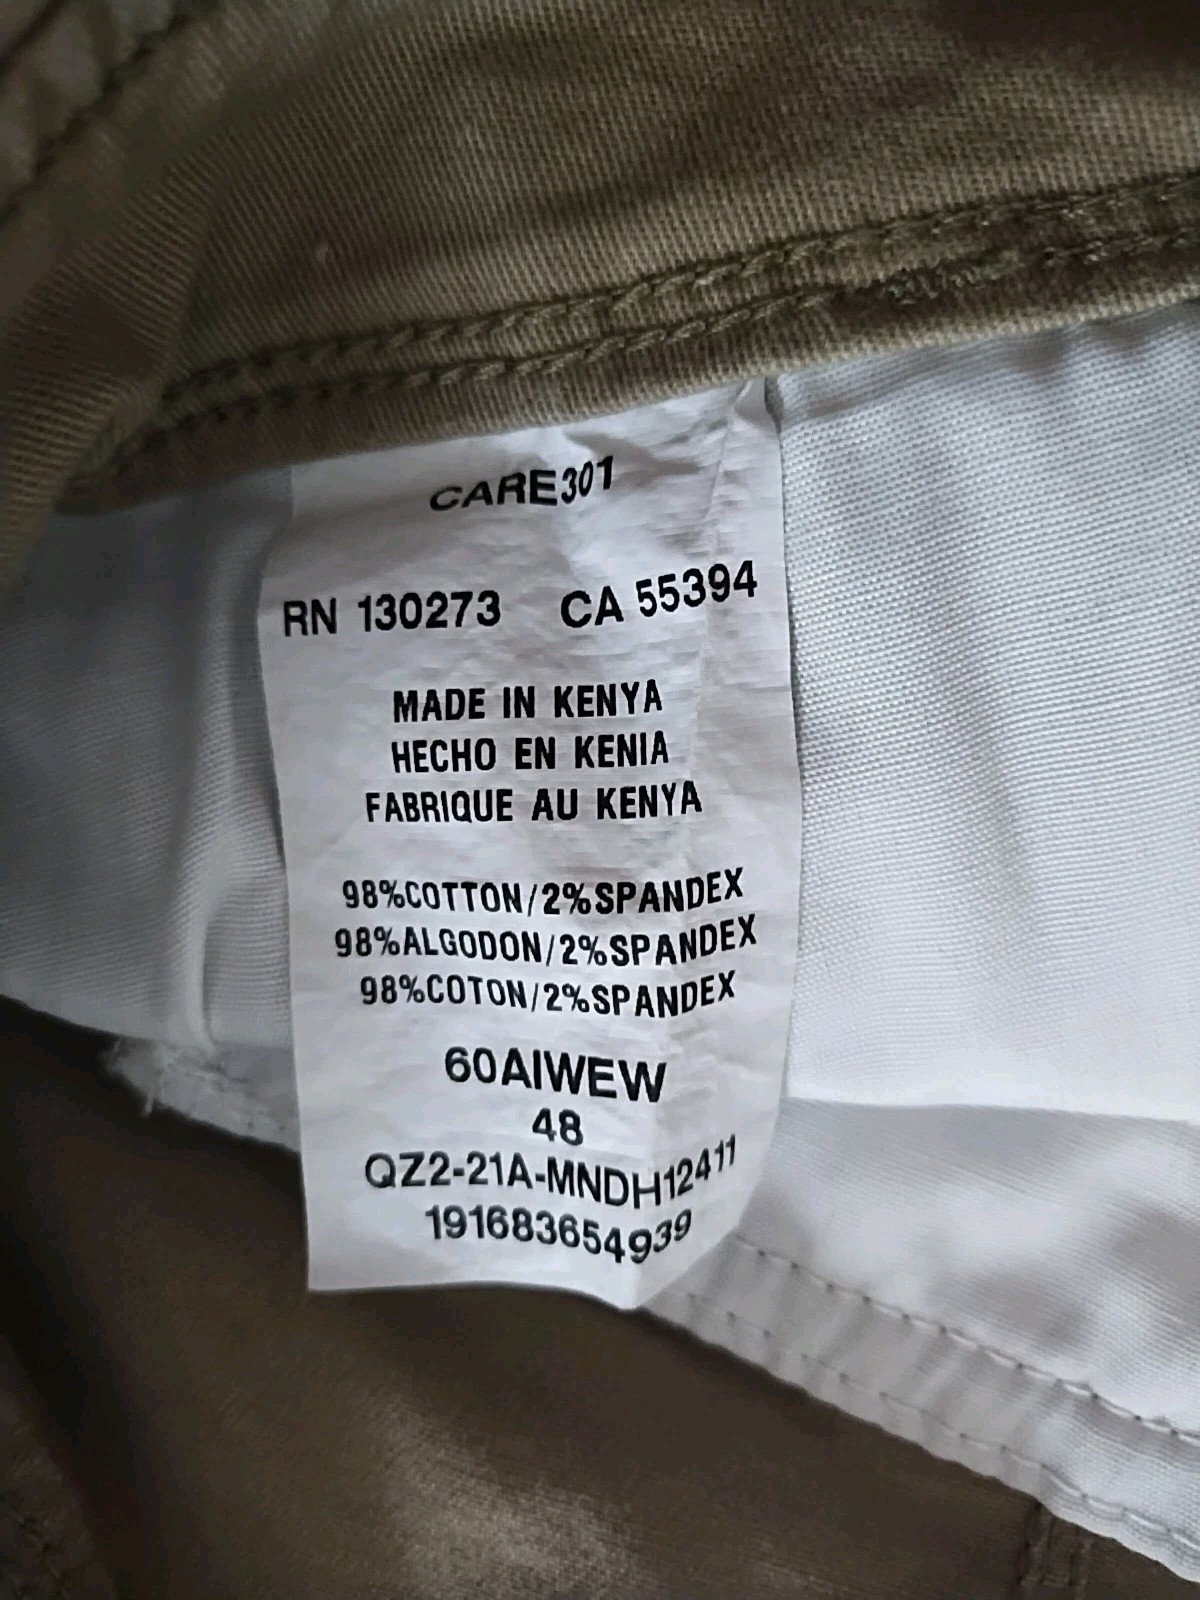 CARE301
RN 130273 CA 55394
MADE IN KENYA
HECHO EN KENIA
FABRIQUE AU KENYA
98%COTTON/2%SPANDEX
98%ALGODON/2%SPANDEX
98%COTON/2%SPANDEX
60AIWEW
48
QZ2-21A-MNDH12411
191683654939